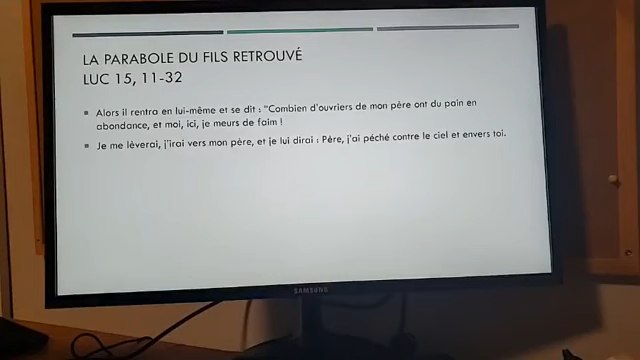 LA PARABOLE DU FILS RETROUVÉ
LUC 15, 11-32
Alors il rentra en lui-même et se dit : "Combien d'ouvriers de mon père ont du pain en
abondance, et moi, ici, je meurs de faim !
Je me lèverai, j'irai vers mon père, et je lui dirai : Père, j'ai péché contre le ciel et envers toi.
SAMSUNG